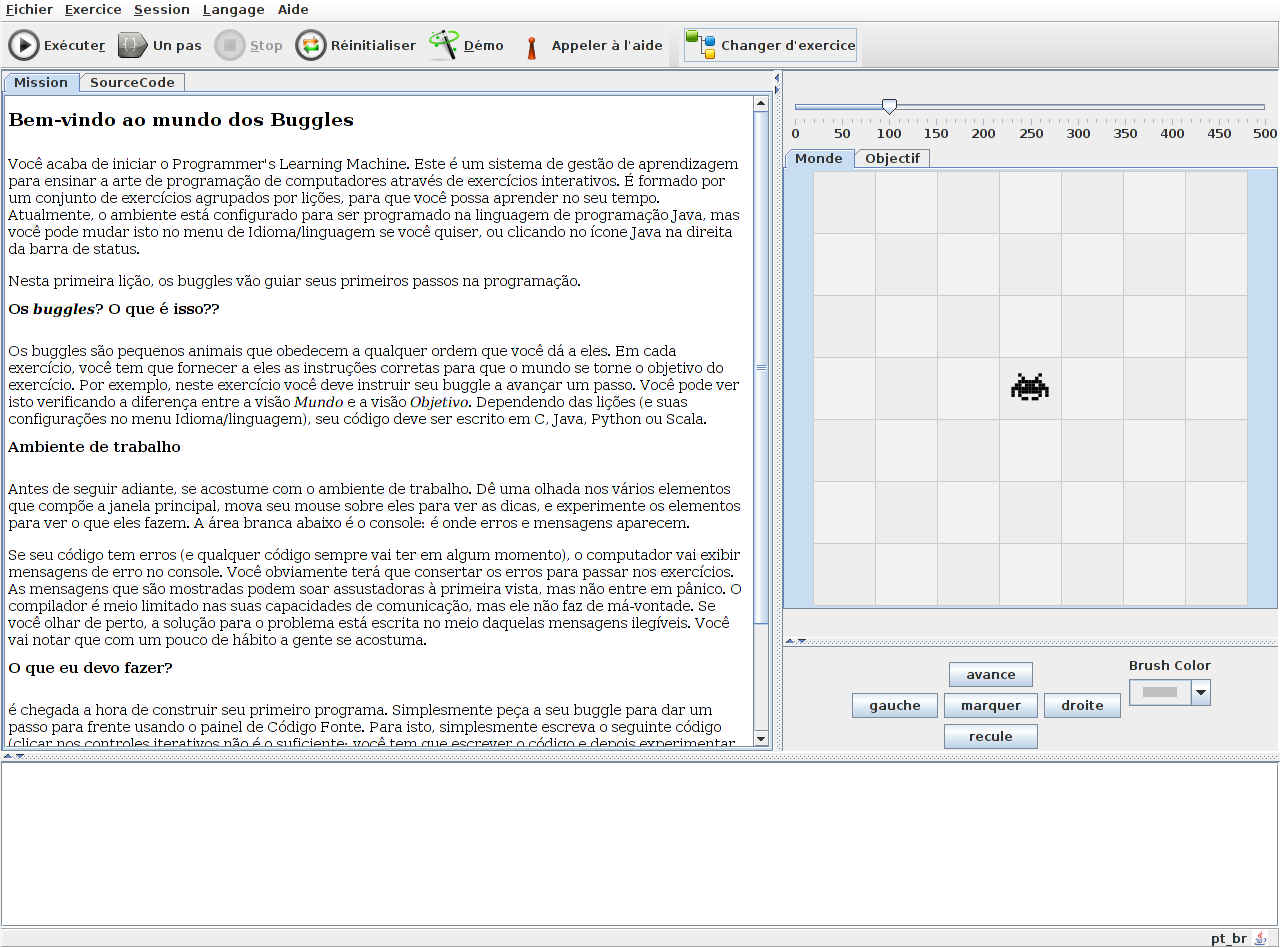 Fichier Exercice Session Langage Aide
Exécuter Un pas Stop Réinitialiser Démo Appeler à l'aide Changer d'exercice
Mission SourceCode
Bem-vindo ao mundo dos Buggles
Você acaba de iniciar o Programmer's Learning Machine. Este é um sistema de gestão de aprendizagem
para ensinar a arte de programação de computadores através de exercícios interativos. É formado por
um conjunto de exercícios agrupados por lições, para que você possa aprender no seu tempo.
Atualmente, o ambiente está configurado para ser programado na linguagem de programação Java, mas
você pode mudar isto no menu de Idioma/linguagem se você quiser, ou clicando no ícone Java na direita
da barra de status.
Nesta primeira lição, os buggles vão guiar seus primeiros passos na programação.
Os buggles? O que é isso??
Os buggles são pequenos animais que obedecem a qualquer ordem que você dá a eles. Em cada
exercício, você tem que fornecer a eles as instruções corretas para que o mundo se torne o objetivo do
exercício. Por exemplo, neste exercício você deve instruir seu buggle a avançar um passo. Você pode ver
isto verificando a diferença entre a visão Mundo e a visão Objetivo. Dependendo das lições (e suas
configurações no menu Idioma/linguagem), seu código deve ser escrito em C, Java, Python ou Scala.
Ambiente de trabalho
Antes de seguir adiante, se acostume com o ambiente de trabalho. Dê uma olhada nos vários elementos
que compõe a janela principal, mova seu mouse sobre eles para ver as dicas, e experimente os elementos
para ver o que eles fazem. A área branca abaixo é o console: é onde erros e mensagens aparecem.
Se seu código tem erros (e qualquer código sempre vai ter em algum momento), o computador vai exibir
mensagens de erro no console. Você obviamente terá que consertar os erros para passar nos exercícios.
As mensagens que são mostradas podem soar assustadoras à primeira vista, mas não entre em pânico. O
compilador é meio limitado nas suas capacidades de comunicação, mas ele não faz de má-vontade. Se
você olhar de perto, a solução para o problema está escrita no meio daquelas mensagens ilegíveis. Você
vai notar que com um pouco de hábito a gente se acostuma.
O que eu devo fazer?
é chegada a hora de construir seu primeiro programa. Simplesmente peça a seu buggle para dar um
passo para frente usando o painel de Código Fonte. Para isto, simplesmente escreva o seguinte código
(clicar nos controles iterativos não é o suficiente: você tem que escrever o código e depois experimentar
0 50 100 150 200 250 300 350 400 450 500
Monde Objectif
avance
gauche marquer droite
recule
Brush Color
pt_br